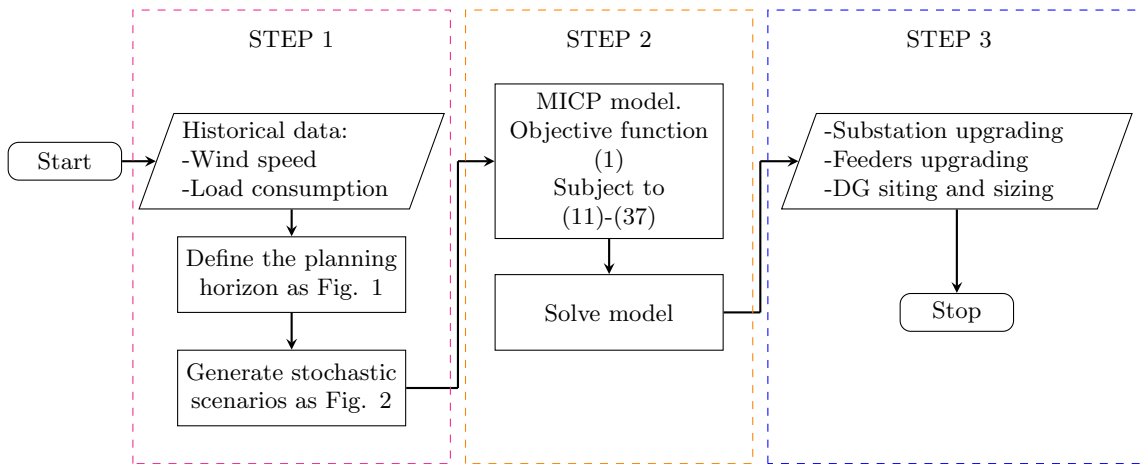 STEP 1
STEP 2
STEP 3
Start
Historical data:
-Wind speed
-Load consumption
Define the planning
horizon as Fig. 1
Generate stochastic
scenarios as Fig. 2
MICP model.
Objective function
(1)
Subject to
(11)-(37)
Solve model
-Substation upgrading
-Feeders upgrading
-DG siting and sizing
Stop